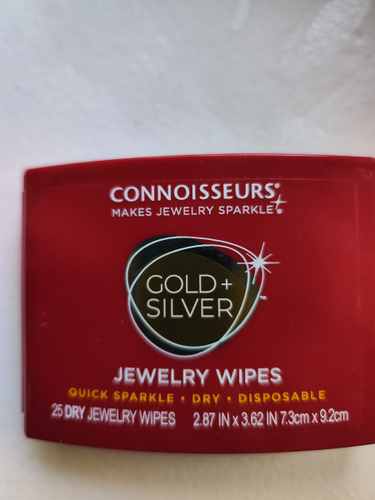 CONNOISSEURS
MAKES JEWELRY SPARKLE!
GOLD+
SILVER
JEWELRY WIPES
QUICK SPARKLE • DRY • DISPOSABLE
25 DRY JEWELRY WIPES 2.87 IN x 3.62 IN 7.3cm x 9.2cm